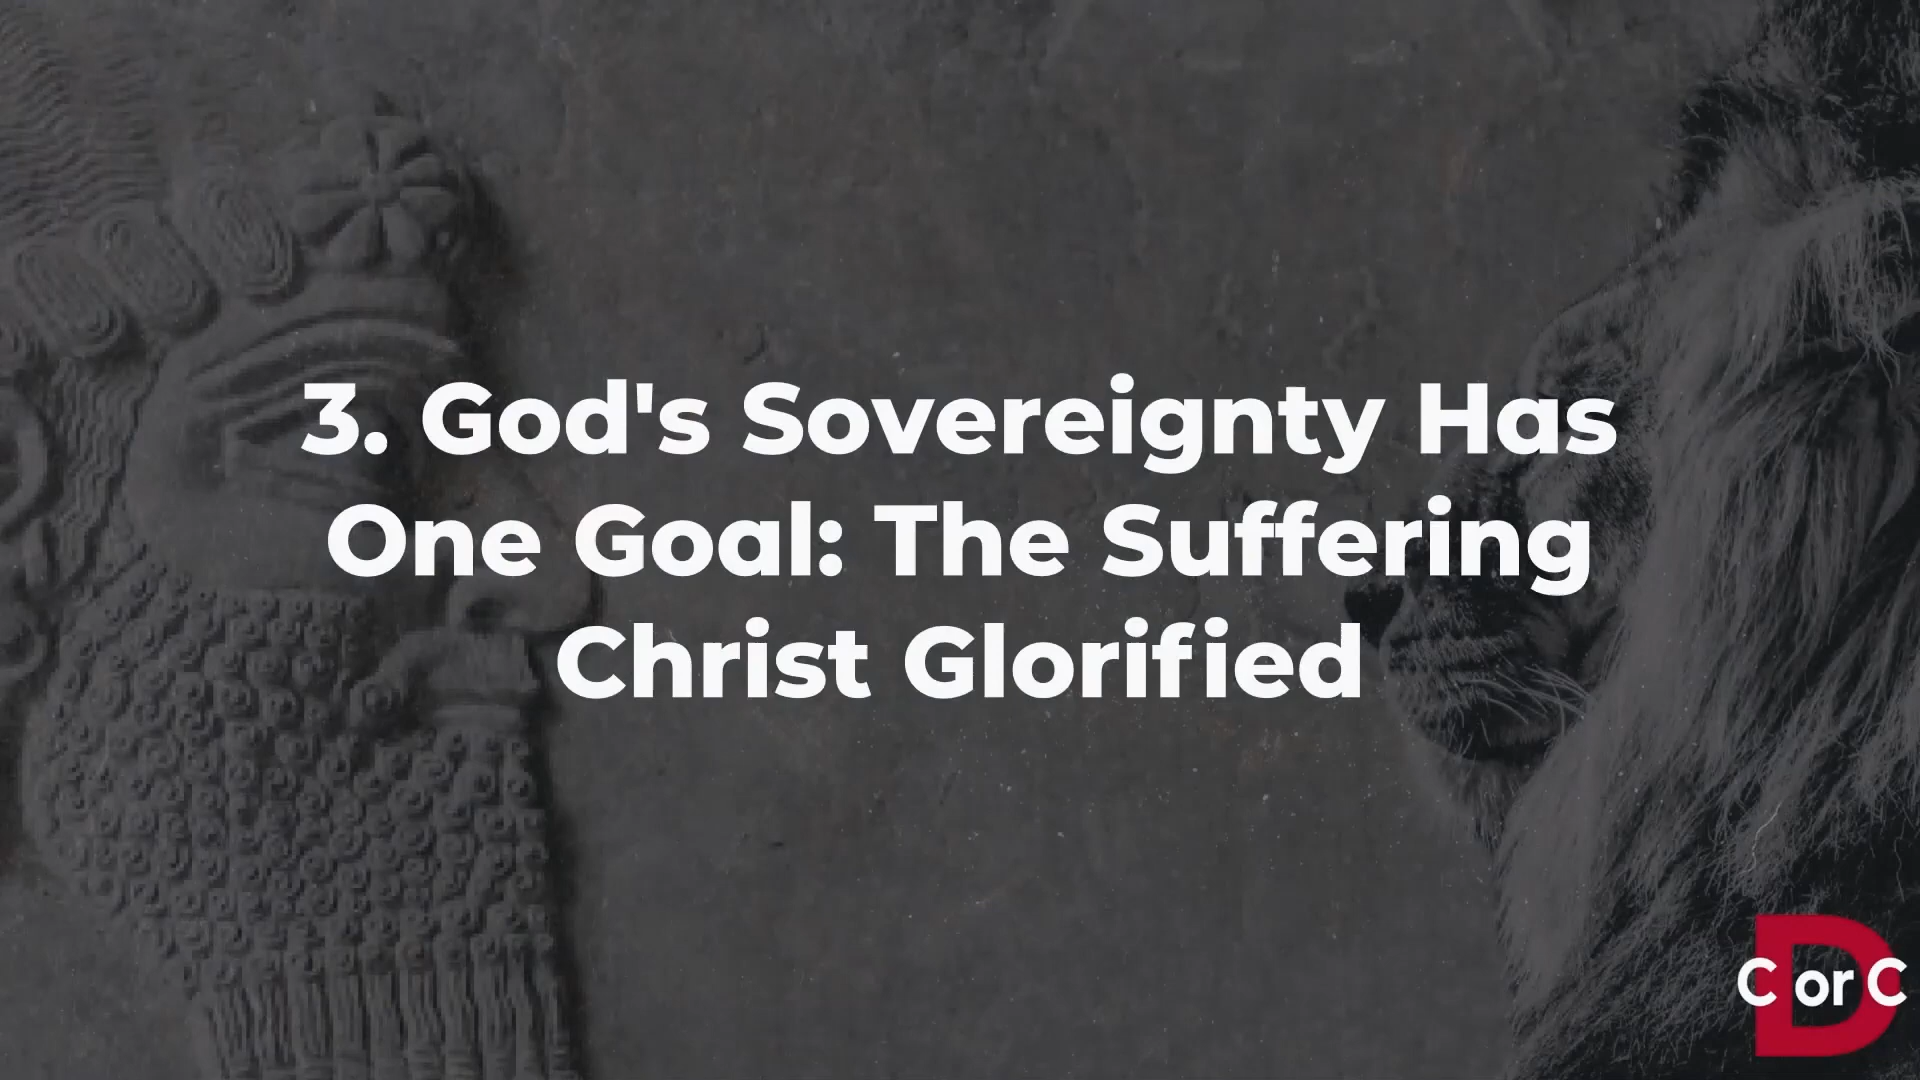 3. God's Sovereignty Has
One Goal: The Suffering
Christ Glorified
D
C or C